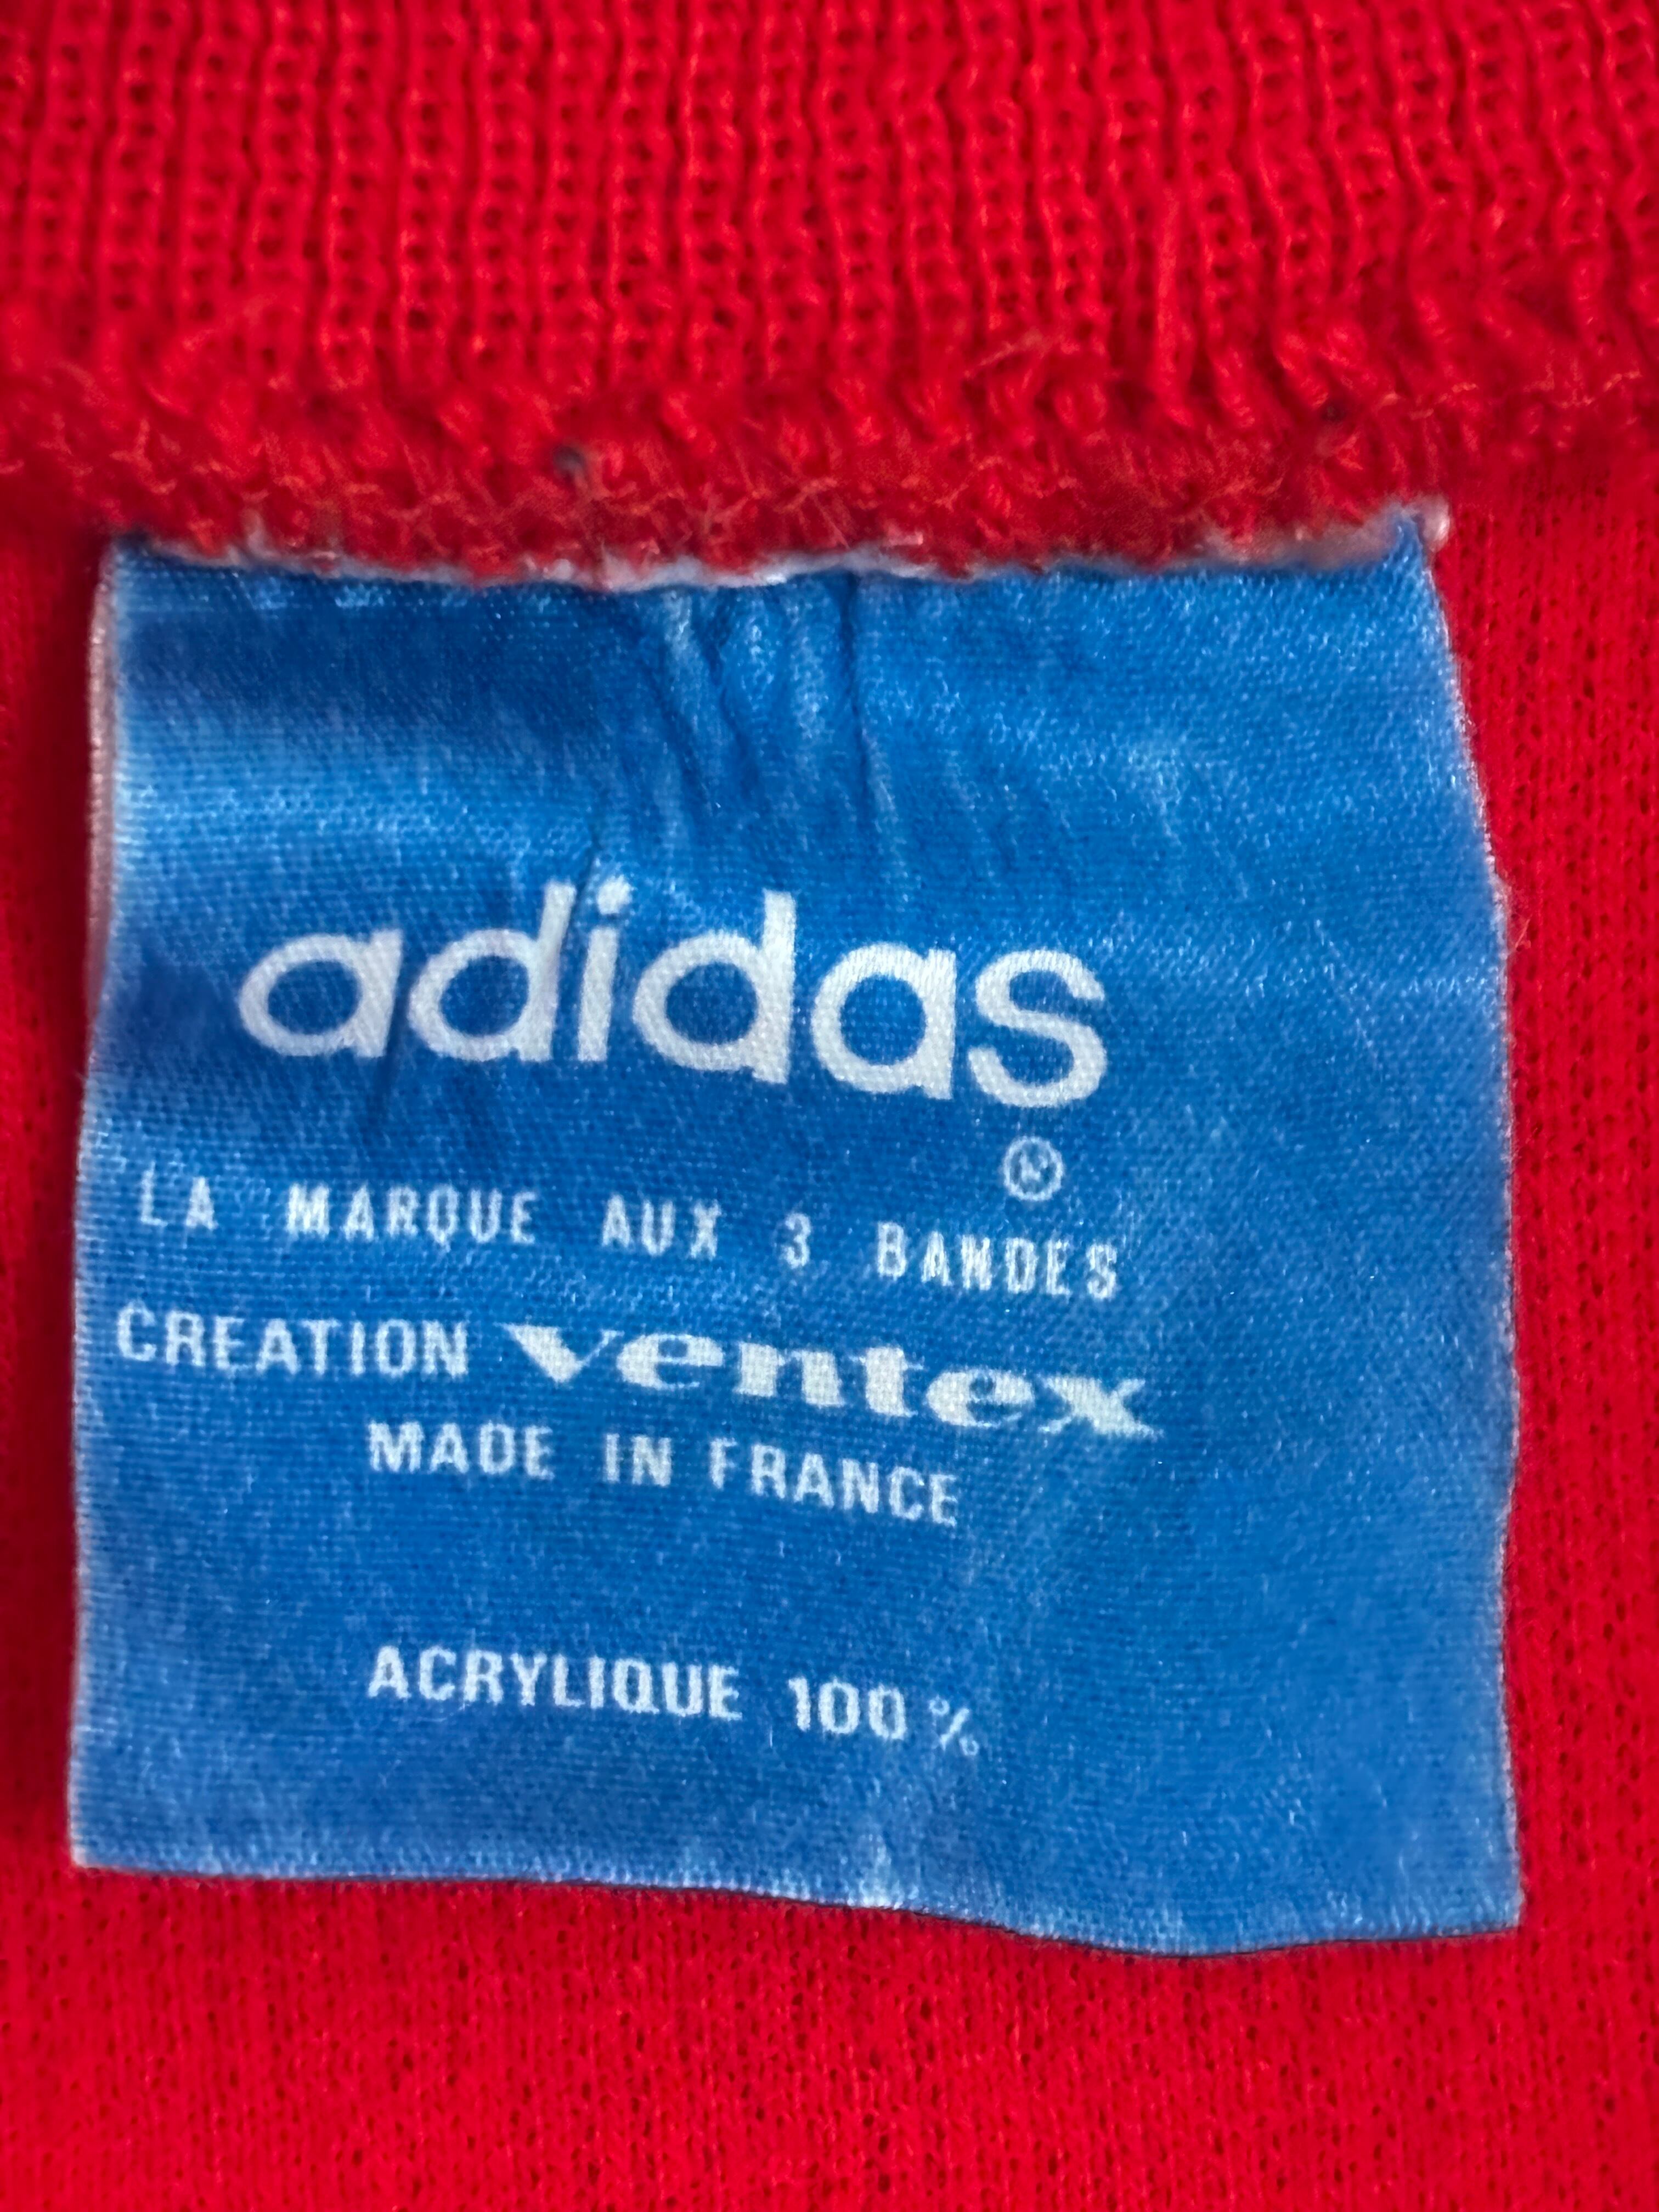 adidas
®
LA MARQUE AUX 3 BANDES
CREATION ventex
MADE IN FRANCE
ACRYLIQUE 100 %